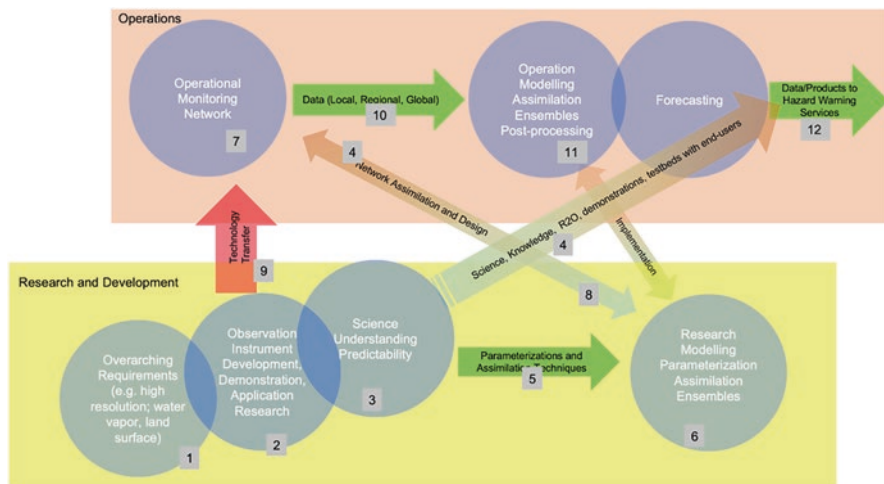 Operations
Operational
Monitoring
Network
7
Data (Local, Regional, Global)
10
Operation
Modelling
Assimilation
Ensembles
Post-processing
11
Forecasting
Data/Products to
Hazard Warning
Services
12
4
Network Assimilation and Design
8
Science, Knowledge, R2O, demonstrations, testbeds with end-users
4
Implementation
Technology
Transfer
9
Research and Development
Overarching
Requirements
(e.g. high
resolution; water
vapor, land
surface)
1
Observation
Instrument
Development,
Demonstration,
Application
Research
2
Science
Understanding
Predictability
3
Parameterizations and
Assimilation Techniques
5
Research
Modelling
Parameterization
Assimilation
Ensembles
6